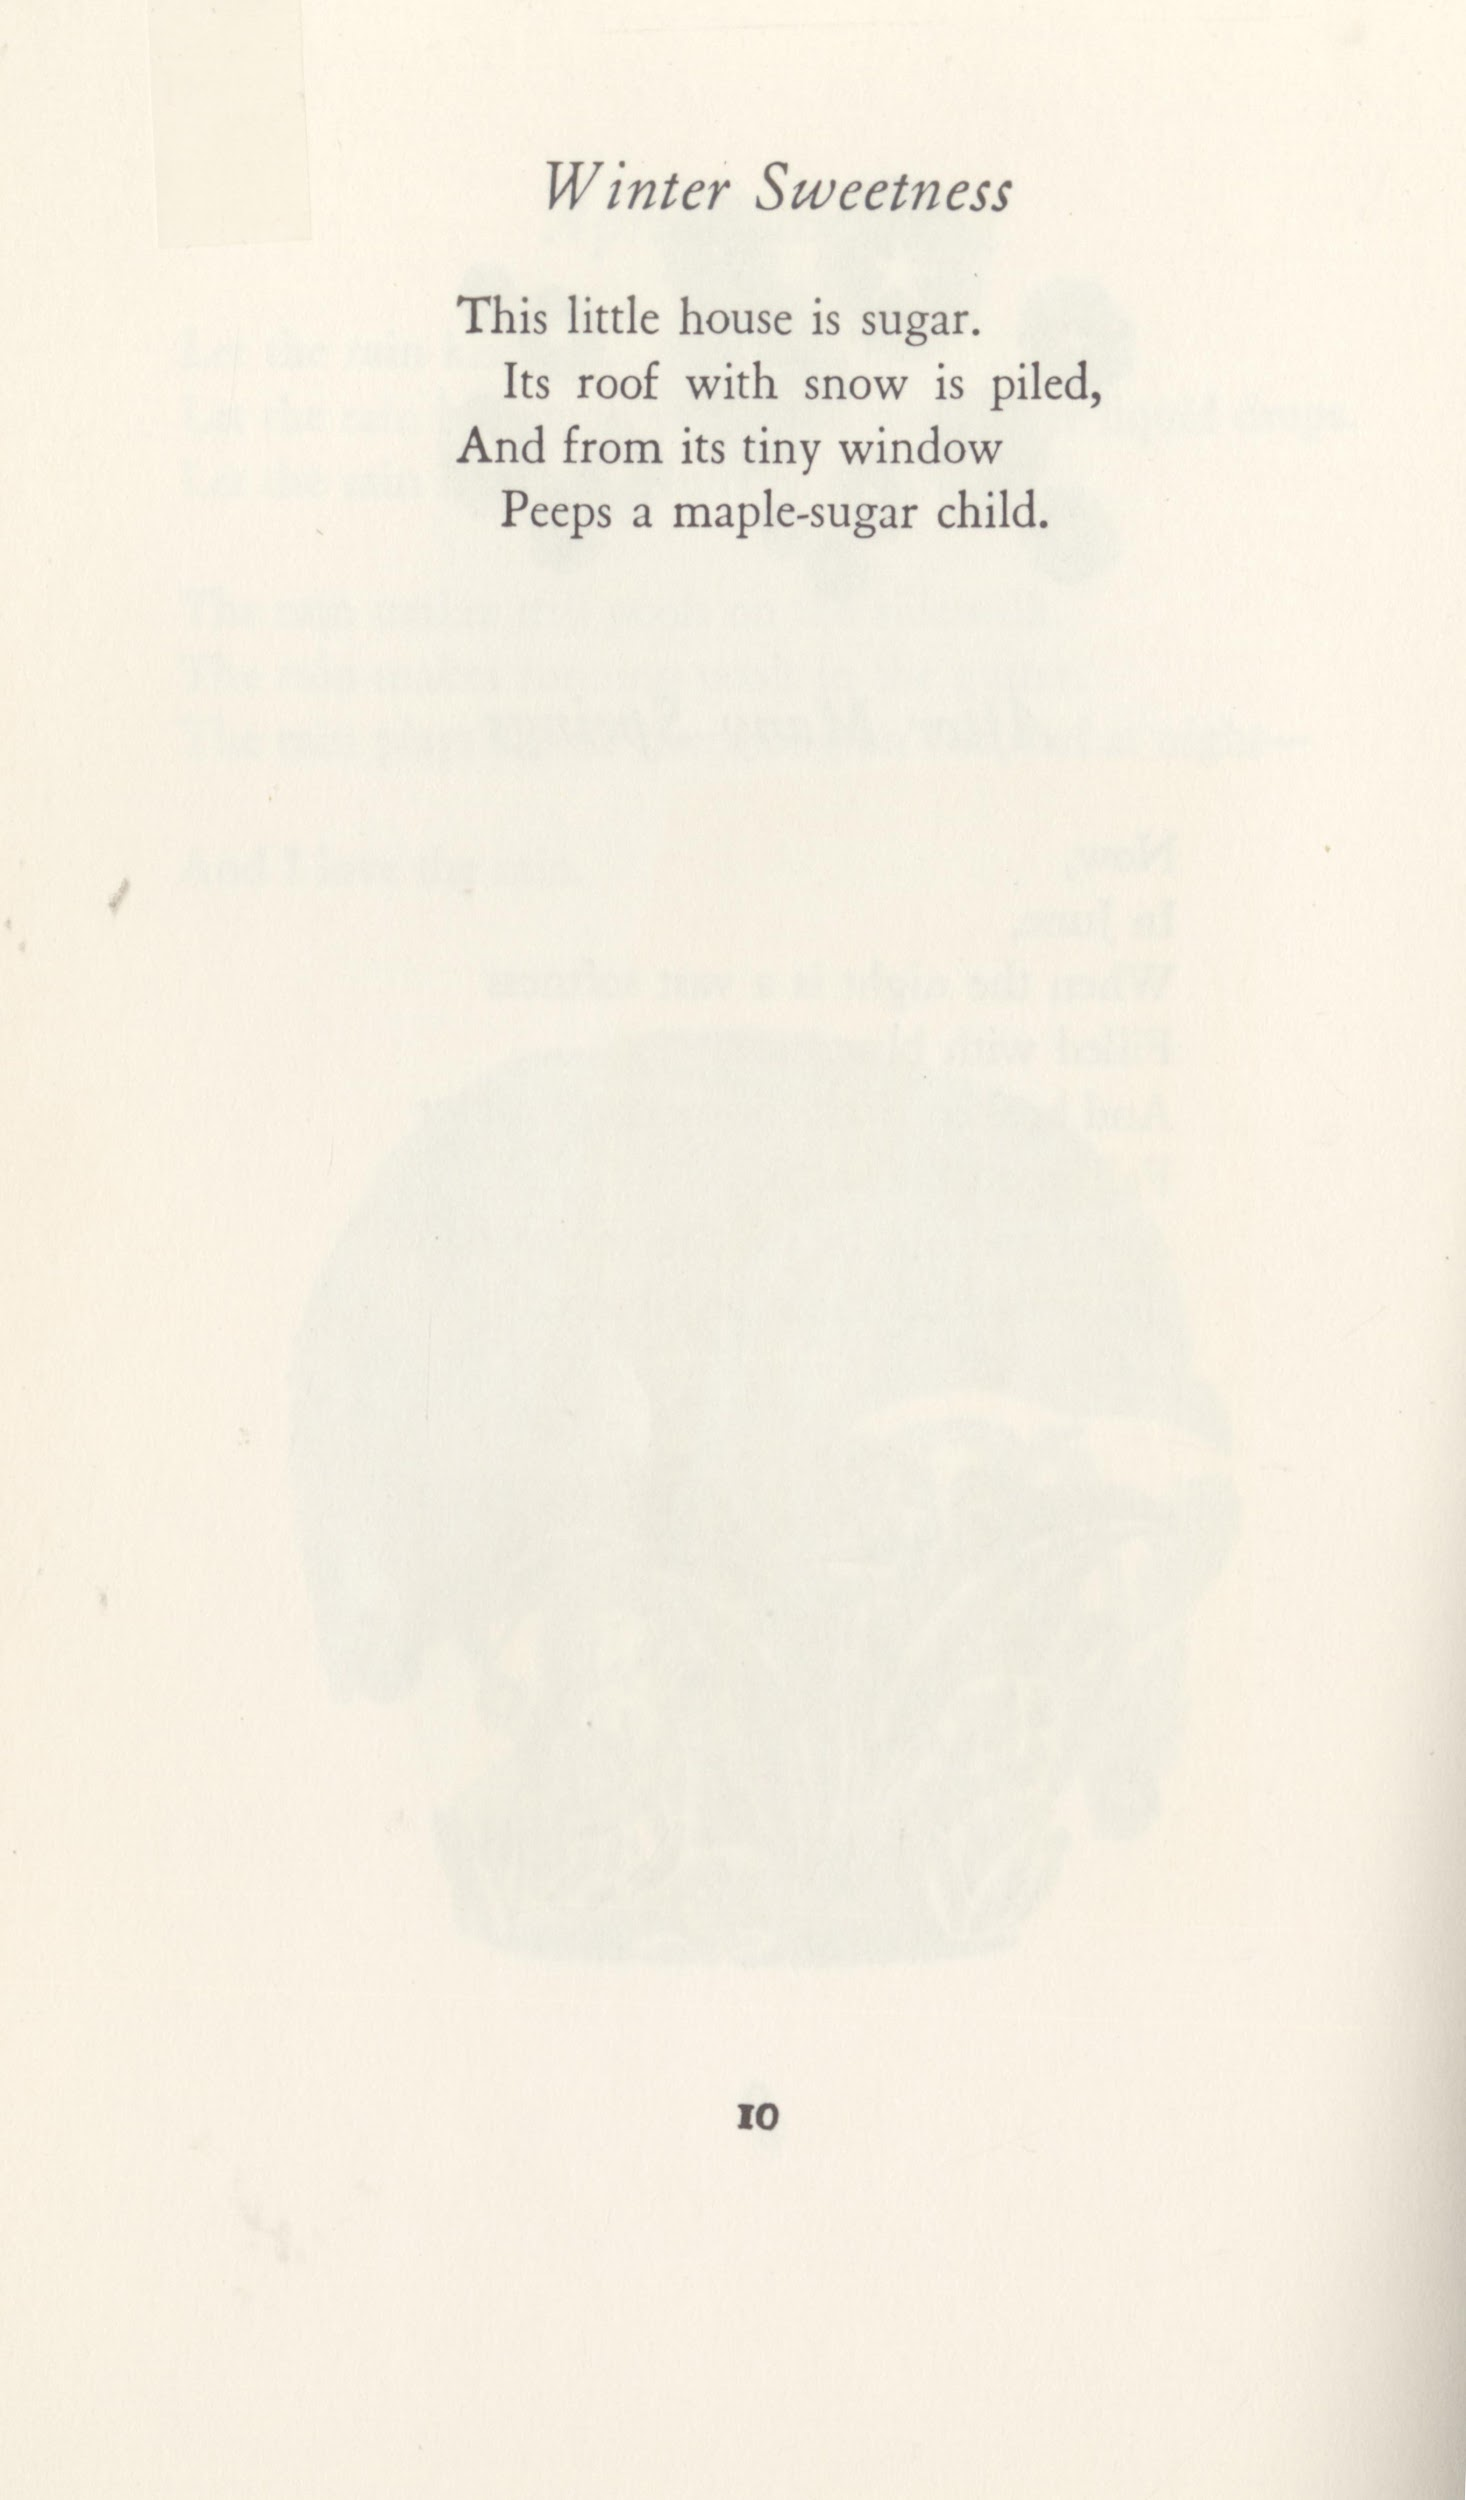 Winter Sweetness
This little house is sugar.
Its roof with snow is piled,
And from its tiny window
Peeps a maple-sugar child.
10